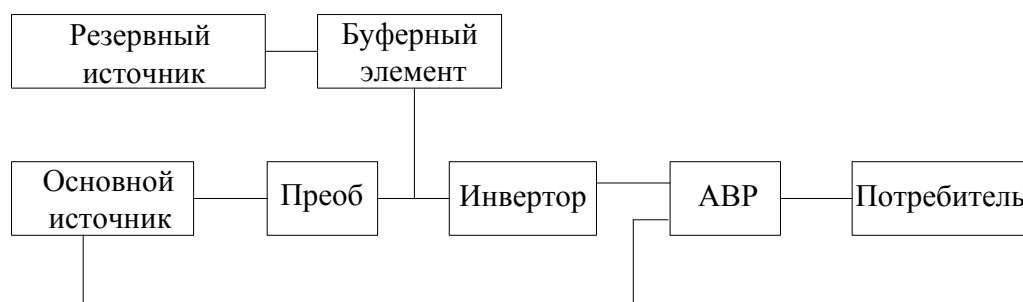 Резервный
источник
Буферный
элемент
Основной
источник
Преоб
Инвертор
АВР
Потребитель